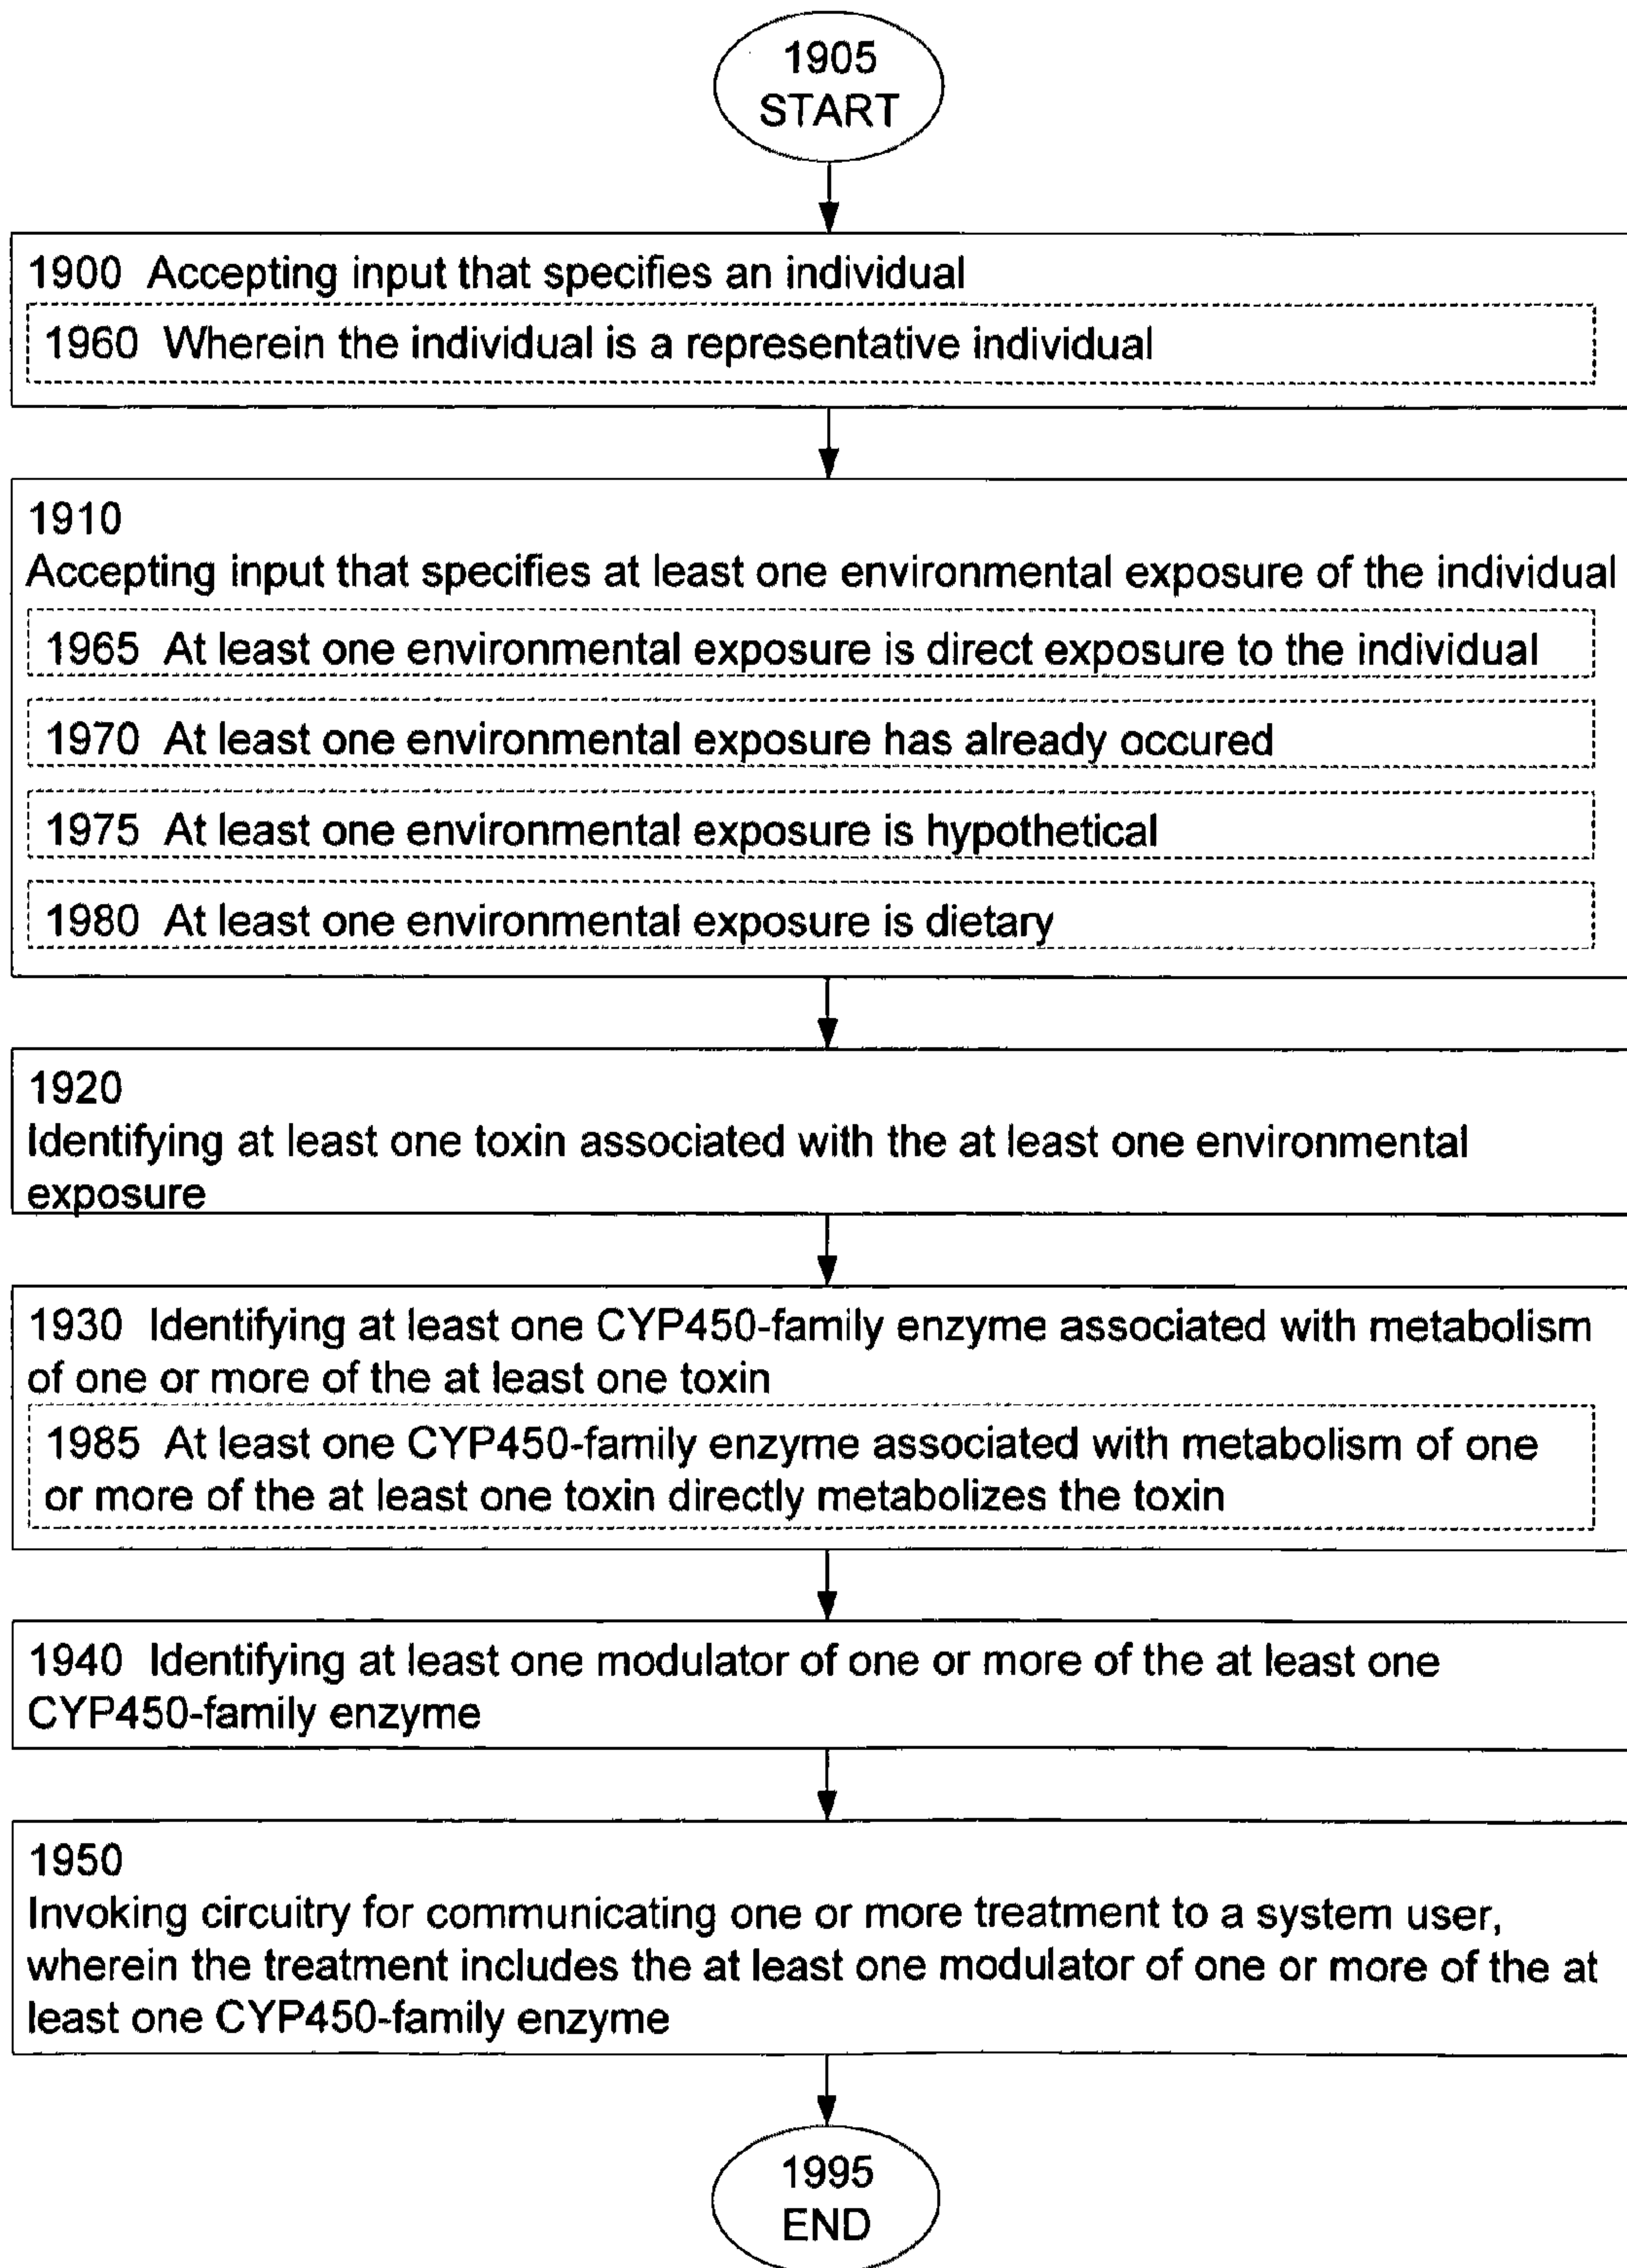 1905
START
1900 Accepting input that specifies an individual
1960 Wherein the individual is a representative individual
1910
Accepting input that specifies at least one environmental exposure of the individual
1965 At least one environmental exposure is direct exposure to the individual
1970 At least one environmental exposure has already occured
1975 At least one environmental exposure is hypothetical
1980 At least one environmental exposure is dietary
1920
Identifying at least one toxin associated with the at least one environmental
exposure
1930 Identifying at least one CYP450-family enzyme associated with metabolism
of one or more of the at least one toxin
1985 At least one CYP450-family enzyme associated with metabolism of one
or more of the at least one toxin directly metabolizes the toxin
1940 Identifying at least one modulator of one or more of the at least one
CYP450-family enzyme
1950
Invoking circuitry for communicating one or more treatment to a system user,
wherein the treatment includes the at least one modulator of one or more of the at
least one CYP450-family enzyme
1995
END